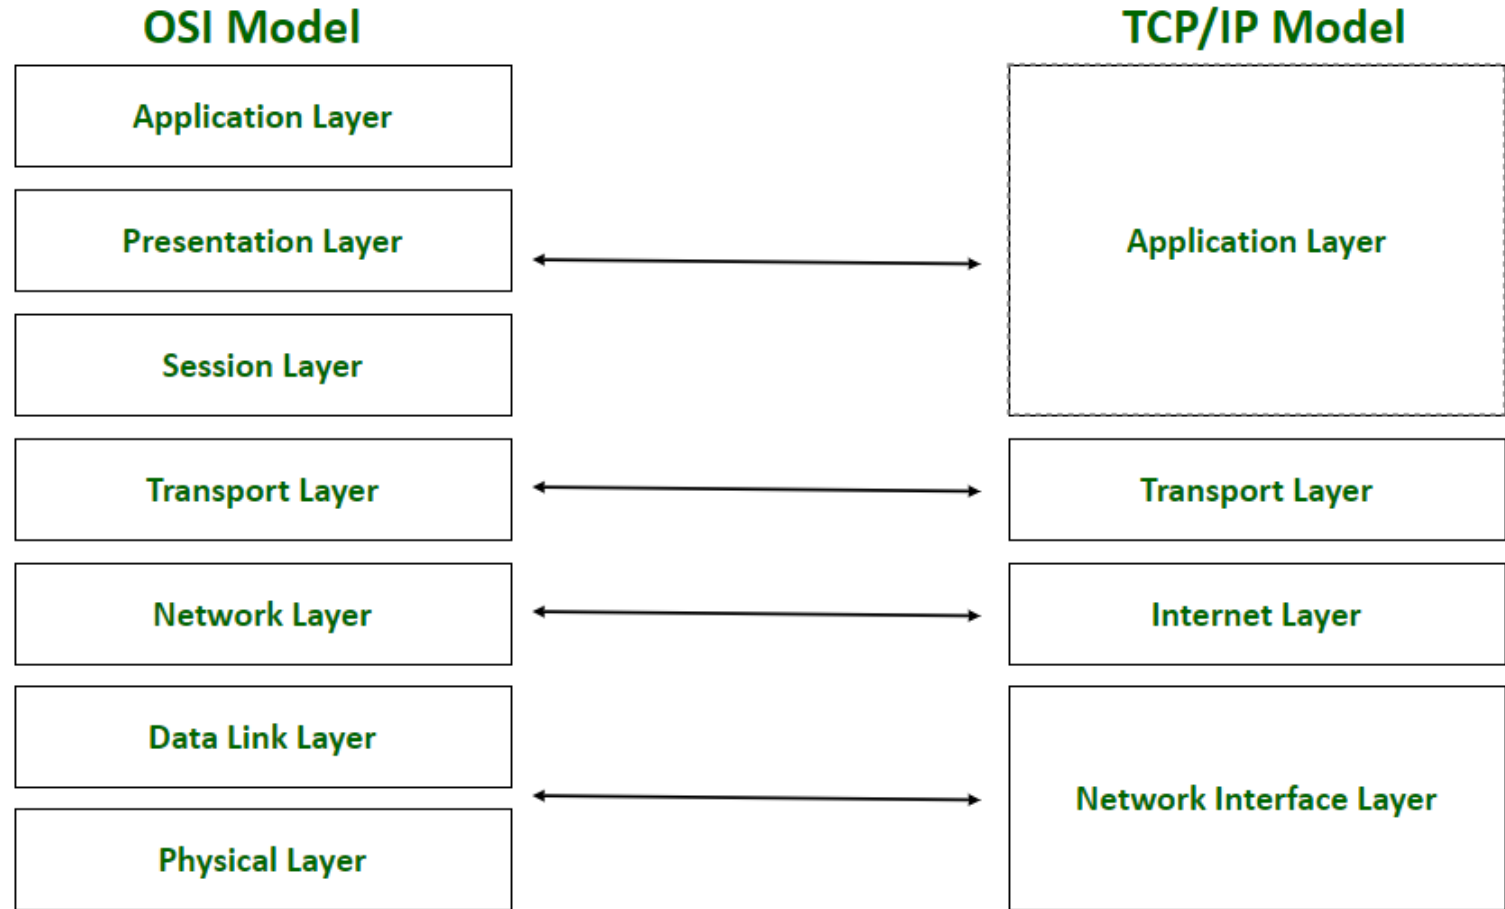 OSI Model
TCP/IP Model
Application Layer
Presentation Layer
Application Layer
Session Layer
Transport Layer
Transport Layer
Network Layer
Internet Layer
Data Link Layer
Network Interface Layer
Physical Layer